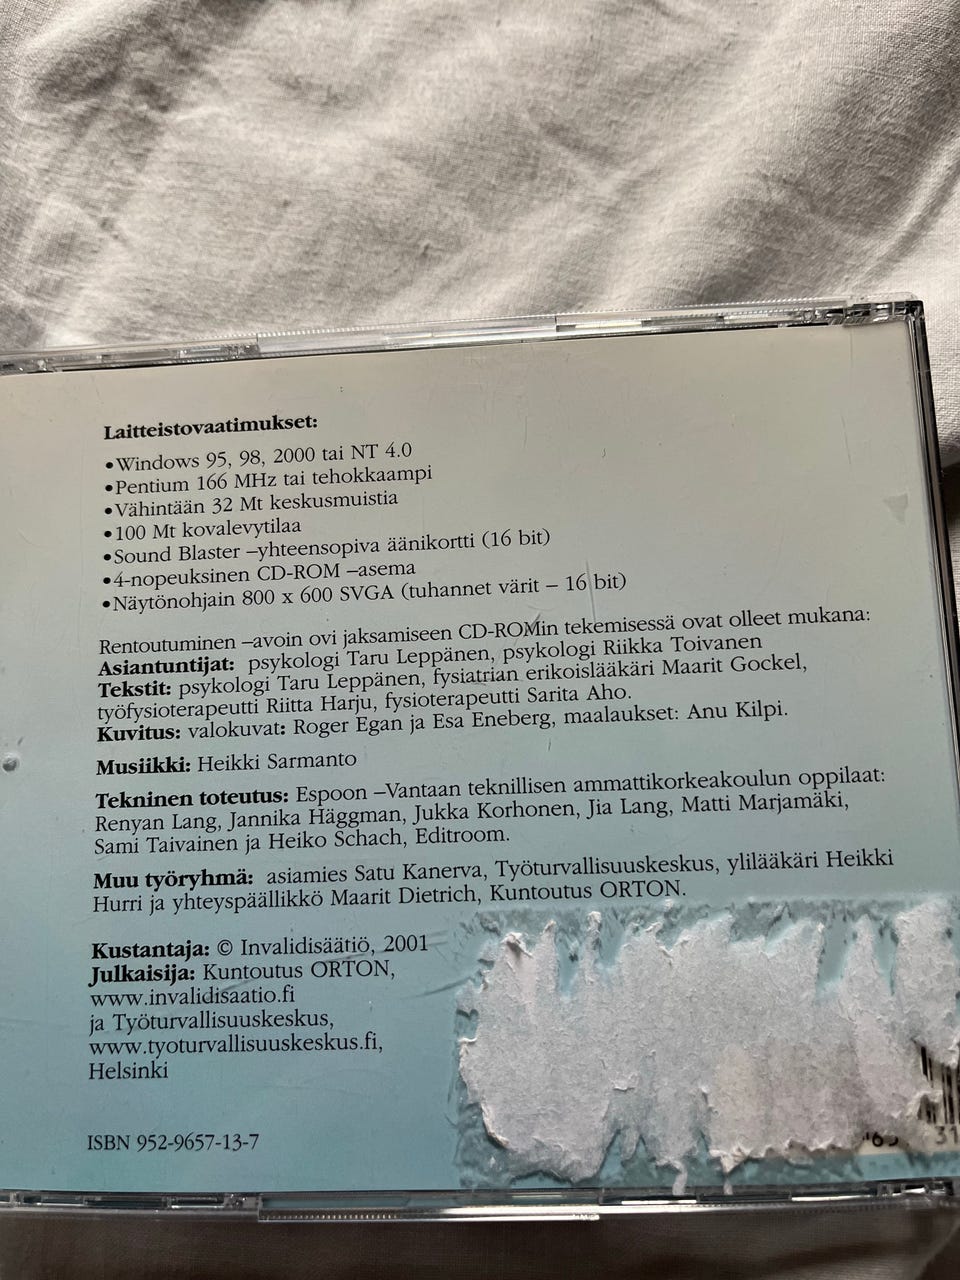 Laitteistovaatimukset:
•Windows 95, 98, 2000 tai NT 4.0
•Pentium 166 MHz tai tehokkaampi
•Vähintään 32 Mt keskusmuistia
•100 Mt kovalevytilaa
•Sound Blaster –yhteensopiva äänikortti (16 bit)
•4-nopeuksinen CD-ROM –asema
•Näytönohjain 800 x 600 SVGA (tuhannet värit – 16 bit)
Rentoutuminen –avoin ovi jaksamiseen CD-ROMin tekemisessä ovat olleet mukana:
Asiantuntijat: psykologi Taru Leppänen, psykologi Riikka Toivanen
Tekstit: psykologi Taru Leppänen, fysiatrian erikoislääkäri Maarit Gockel,
työfysioterapeutti Riitta Harju, fysioterapeutti Sarita Aho.
Kuvitus: valokuvat: Roger Egan ja Esa Eneberg, maalaukset: Anu Kilpi.
Musiikki: Heikki Sarmanto
Tekninen toteutus: Espoon –Vantaan teknillisen ammattikorkeakoulun oppilaat:
Renyan Lang, Jannika Häggman, Jukka Korhonen, Jia Lang, Matti Marjamäki,
Sami Taivainen ja Heiko Schach, Editroom.
Muu työryhmä: asiamies Satu Kanerva, Työturvallisuuskeskus, ylilääkäri Heikki
Hurri ja yhteyspäällikkö Maarit Dietrich, Kuntoutus ORTON.
Kustantaja: © Invalidisäätiö, 2001
Julkaisija: Kuntoutus ORTON,
www.invalidisaatio.fi
ja Työturvallisuuskeskus,
www.tyoturvallisuuskeskus.fi,
Helsinki
ISBN 952-9657-13-7
31